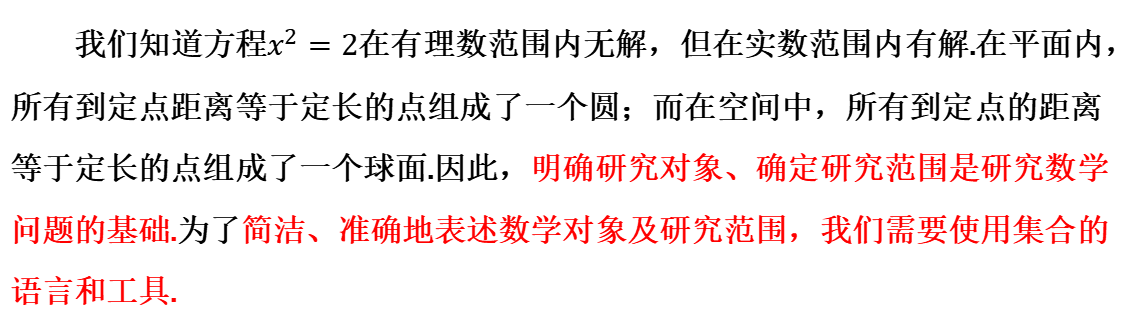 我们知道方程x² = 2在有理数范围内无解，但在实数范围内有解.在平面内，
所有到定点距离等于定长的点组成了一个圆；而在空间中，所有到定点的距离
等于定长的点组成了一个球面.因此，明确研究对象、确定研究范围是研究数学
问题的基础.为了简洁、准确地表述数学对象及研究范围，我们需要使用集合的
语言和工具.